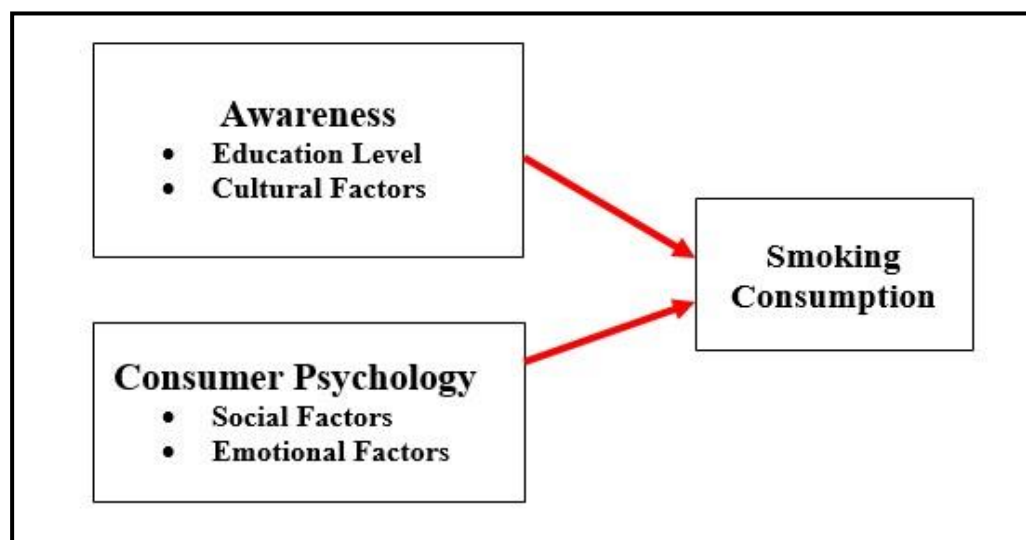 Awareness
• Education Level
• Cultural Factors
Consumer Psychology
• Social Factors
• Emotional Factors
Smoking
Consumption